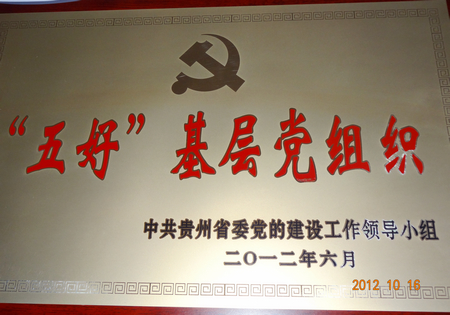 “五好”基层党组织
中共贵州省委党的建设工作领导小组
二〇一二年六月
2012 10 16